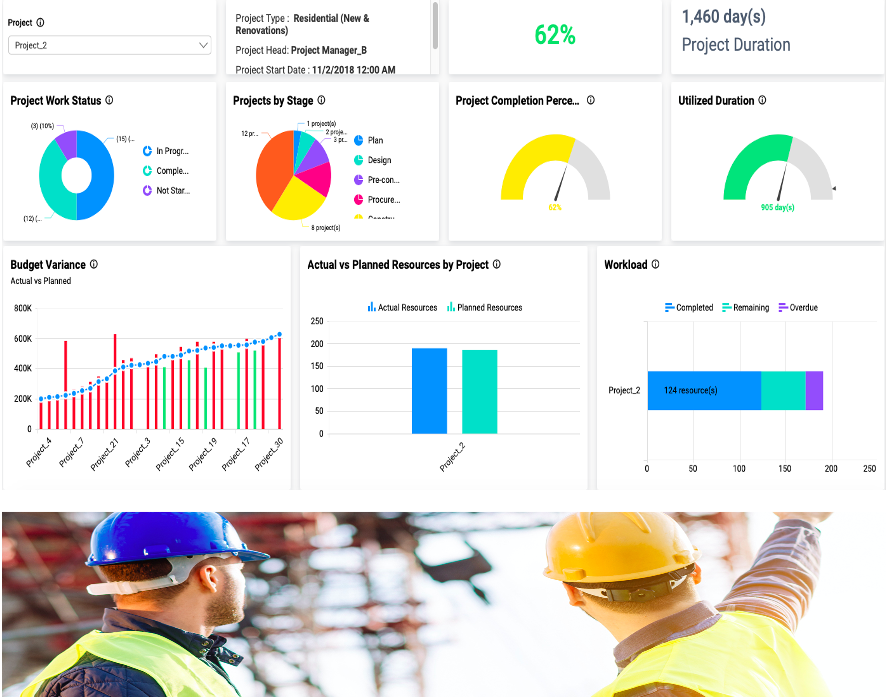 Project
Project_2
Project Type : Residential (New &
Renovations)
Project Head: Project Manager_B
Project Start Date : 11/2/2018 12:00 AM
62%
1,460 day(s)
Project Duration
Project Work Status
(3) (10%)
(15) (...
(12) (...
In Progr...
Comple...
Not Star...
Projects by Stage
1 project(s)
2 proje...
3 pr...
12 pr...
8 project(s)
Plan
Design
Pre-con...
Procure...
Project Completion Perce...
62%
Utilized Duration
905 day(s)
Budget Variance
Actual vs Planned
800K
600K
400K
200K
0
Project_4
Project_7
Project_21
Project_3
Project_15
Project_19
Project_17
Project_30
Actual vs Planned Resources by Project
Actual Resources
Planned Resources
250
200
150
100
50
0
Project_2
Workload
Completed
Remaining
Overdue
Project_2
124 resource(s)
0
50
100
150
200
250